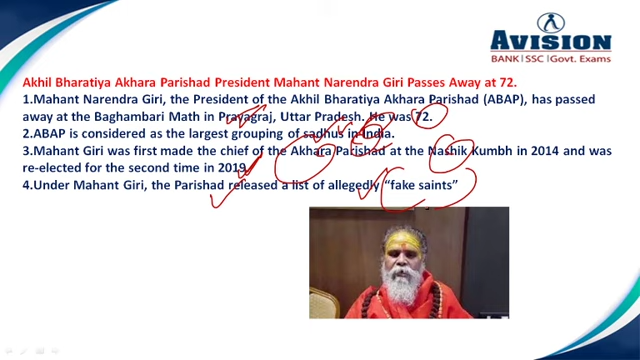 AVISION
BANK|SSC|Govt. Exams
Akhil Bharatiya Akhara Parishad President Mahant Narendra Giri Passes Away at 72.
1.Mahant Narendra Giri, the President of the Akhil Bharatiya Akhara Parishad (ABAP), has passed
away at the Baghambari Math in Prayagraj, Uttar Pradesh. He was 72.
2.ABAP is considered as the largest grouping of sadhus in India.
3.Mahant Giri was first made the chief of the Akhara Parishad at the Nashik Kumbh in 2014 and was
re-elected for the second time in 2019.
4.Under Mahant Giri, the Parishad released a list of allegedly “fake saints”